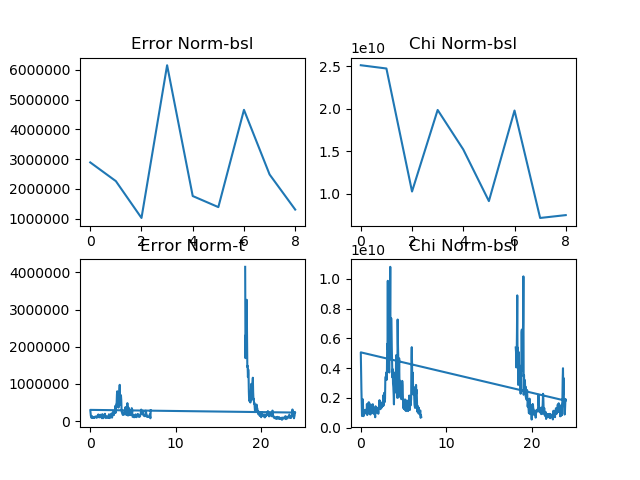 Error Norm-bsl
6000000
5000000
4000000
3000000
2000000
1000000
0 2 4 6 8
Chi Norm-bsl
1e10
2.5
2.0
1.5
1.0
0 2 4 6 8
Error Norm-t
4000000
3000000
2000000
1000000
0
0 10 20
Chi Norm-bsl
1e10
1.0
0.8
0.6
0.4
0.2
0.0
0 10 20